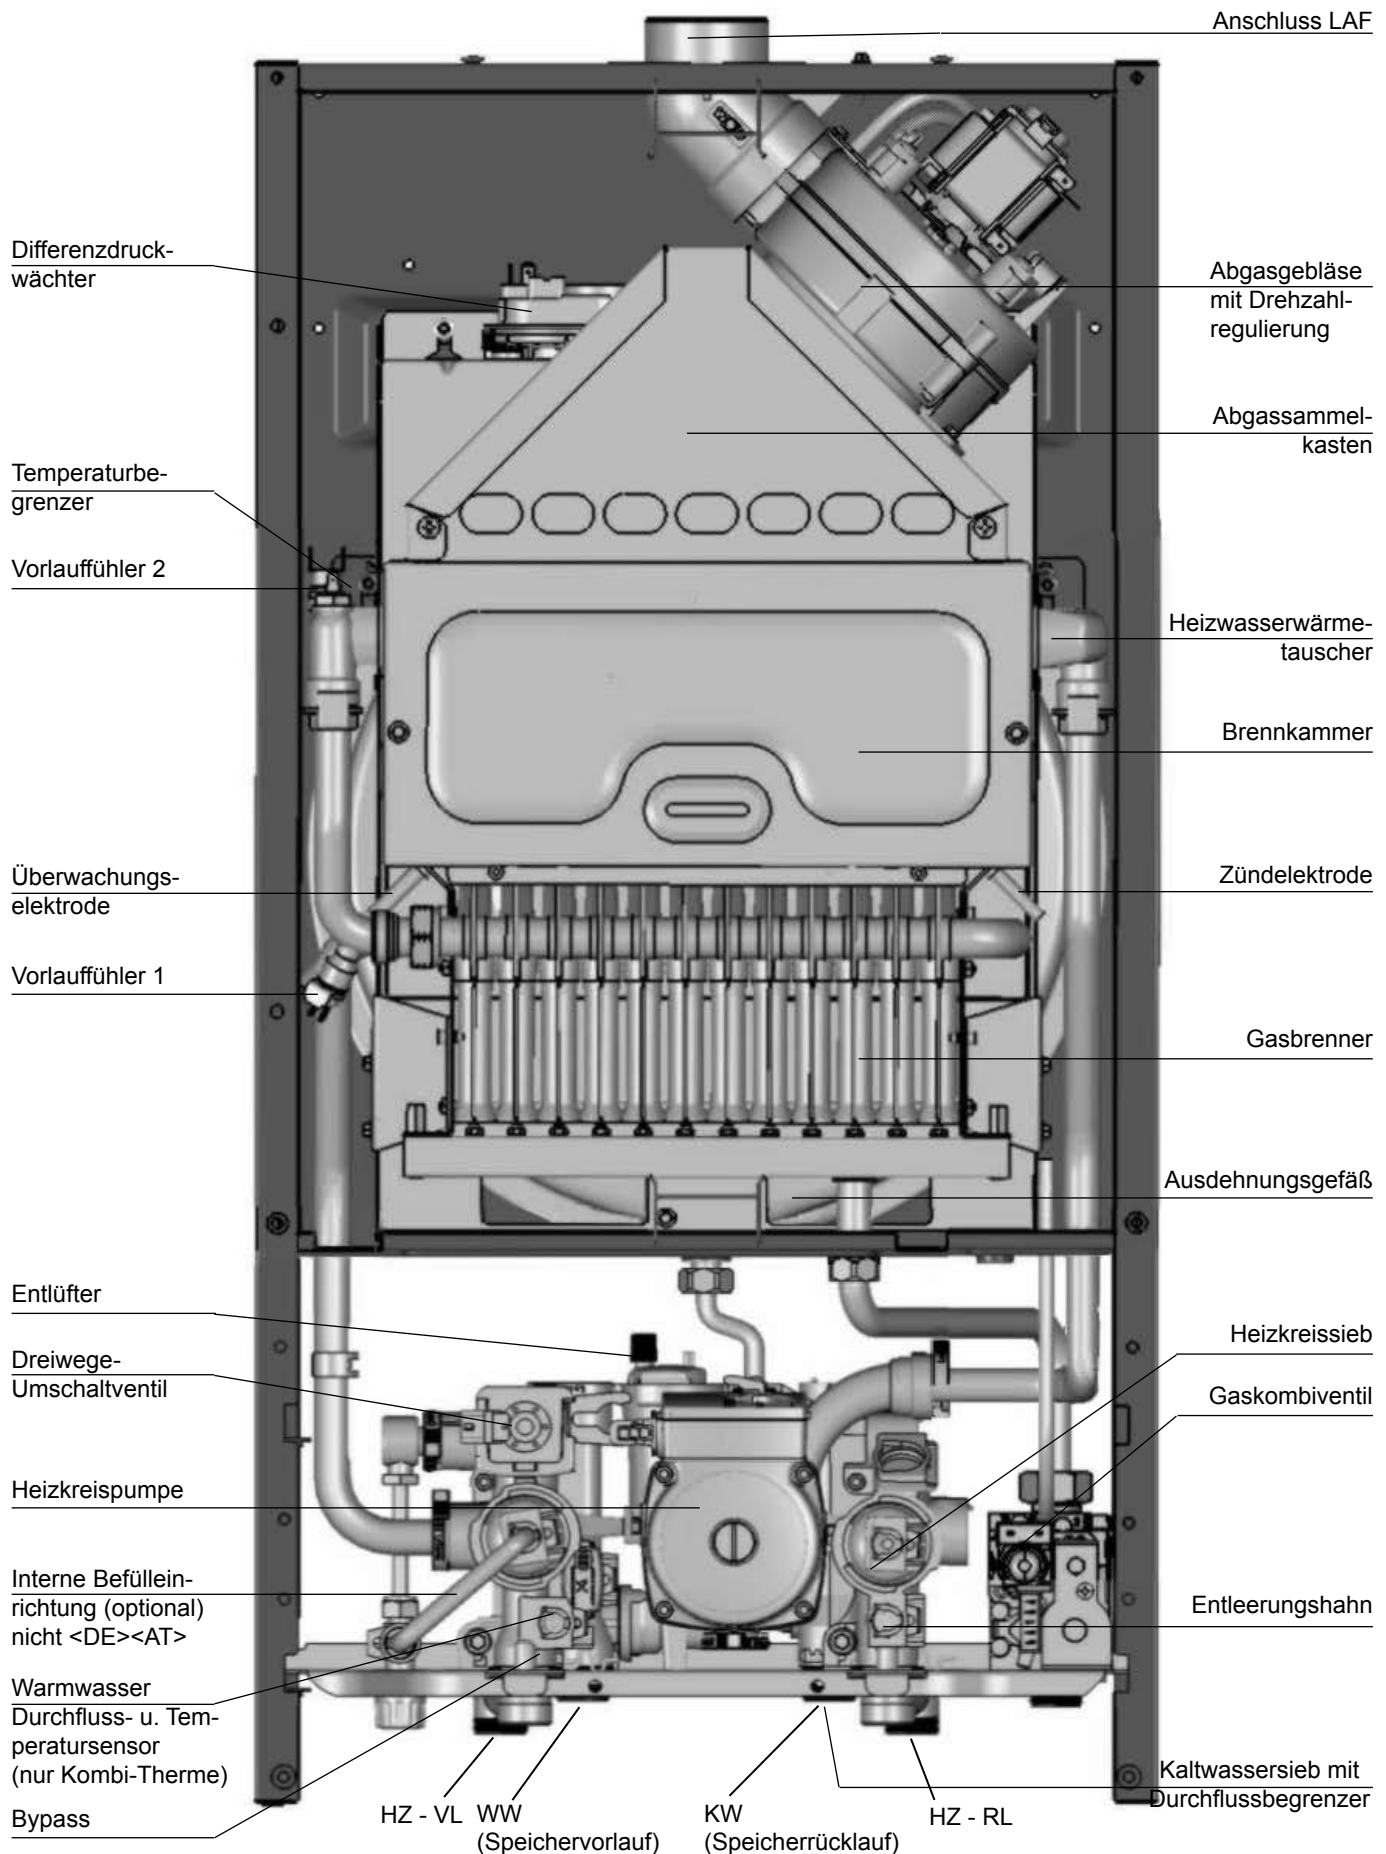 Anschluss LAF
Differenzdruck-
wächter
Abgasgebläse
mit Drehzahl-
regulierung
Abgassammel-
kasten
Temperaturbe-
grenzer
Vorlauffühler 2
Heizwasserwärme-
tauscher
Brennkammer
Überwachungs-
elektrode
Zündelektrode
Vorlauffühler 1
Gasbrenner
Ausdehnungsgefäß
Entlüfter
Heizkreissieb
Dreiwege-
Umschaltventil
Gaskombiventil
Heizkreispumpe
Interne Befüllein-
richtung (optional)
nicht <DE><AT>
Entleerungshahn
Warmwasser
Durchfluss- u. Tem-
peratursensor
(nur Kombi-Therme)
Kaltwassersieb mit
Durchflussbegrenzer
Bypass
HZ - VL
WW
(Speichervorlauf)
KW
(Speicherrücklauf)
HZ - RL